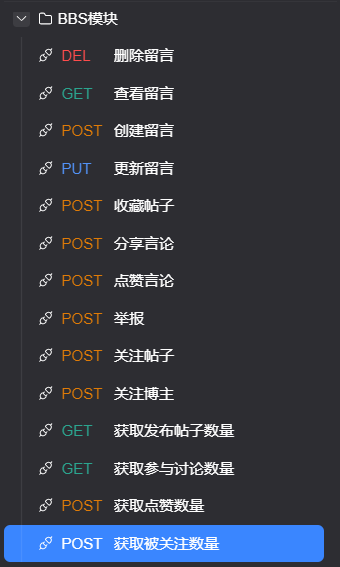 BBS模块
DEL 删除留言
GET 查看留言
POST 创建留言
PUT 更新留言
POST 收藏帖子
POST 分享言论
POST 点赞言论
POST 举报
POST 关注帖子
POST 关注博主
GET 获取发布帖子数量
GET 获取参与讨论数量
POST 获取点赞数量
POST 获取被关注数量